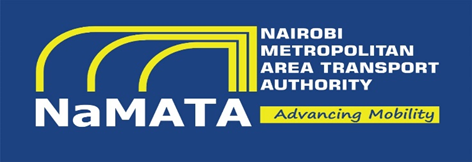 NAIROBI
METROPOLITAN
AREA TRANSPORT
AUTHORITY
NaMATA
Advancing Mobility